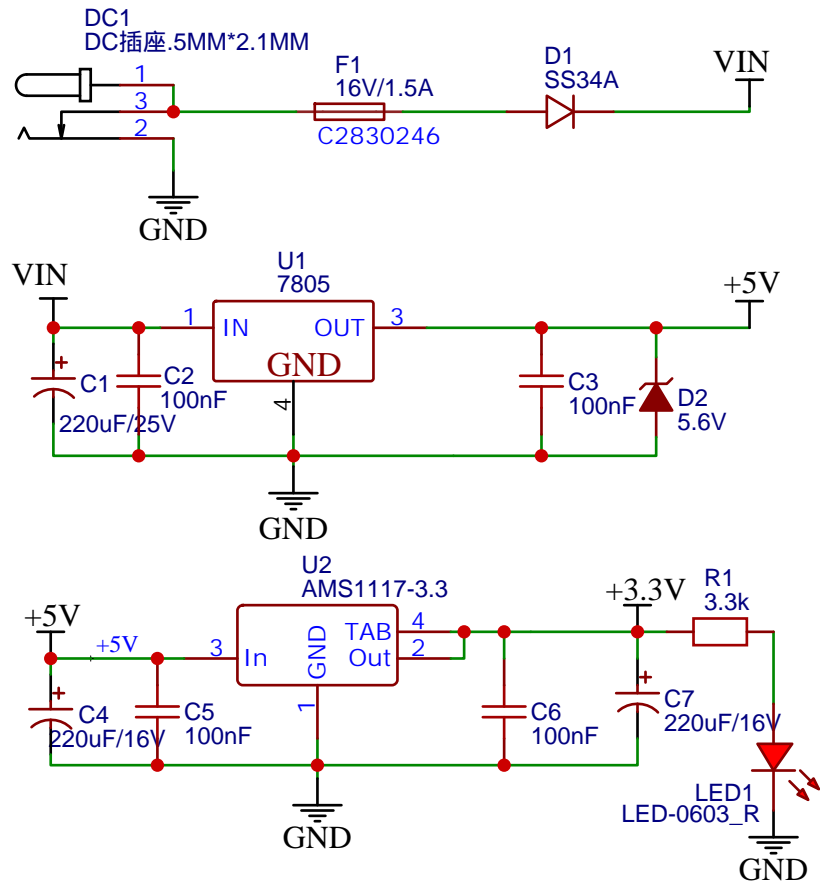 DC1
DC插座.5MM*2.1MM
1
3
2
GND
F1
16V/1.5A
C2830246
D1
SS34A
VIN
VIN
U1
7805
1
IN
OUT
3
GND
4
+5V
C1
220uF/25V
C2
100nF
C3
100nF
D2
5.6V
GND
U2
AMS1117-3.3
+5V
+5V
3
In
GND
1
TAB
4
Out
2
+3.3V
R1
3.3k
C4
220uF/16V
C5
100nF
C6
100nF
C7
220uF/16V
LED1
LED-0603_R
GND
GND